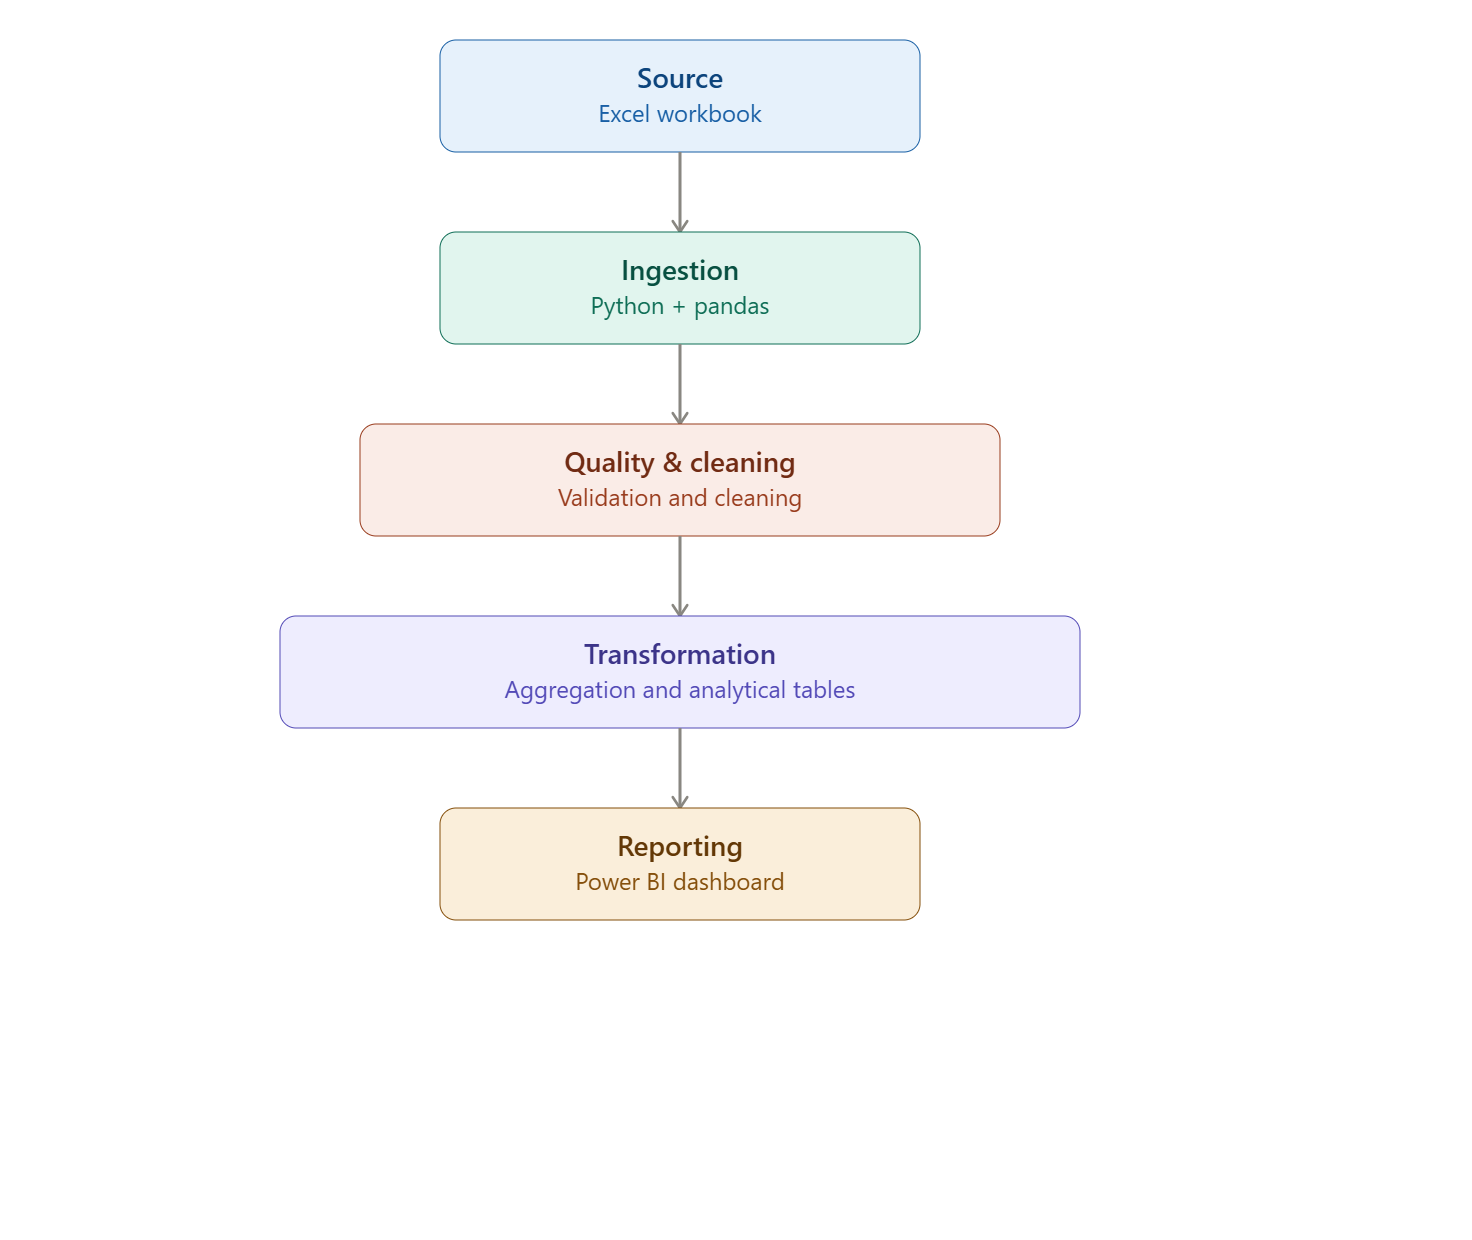 Source
Excel workbook
Ingestion
Python + pandas
Quality & cleaning
Validation and cleaning
Transformation
Aggregation and analytical tables
Reporting
Power BI dashboard